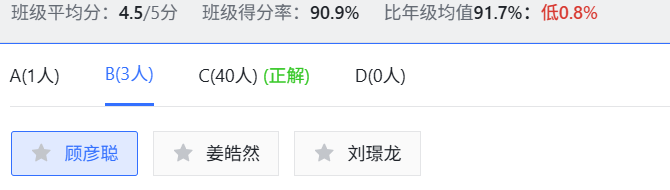 班级平均分：4.5/5分 班级得分率：90.9% 比年级均值91.7%：低0.8%
A(1人) B(3人) C(40人) (正解) D(0人)
顾彦聪 姜皓然 刘璟龙